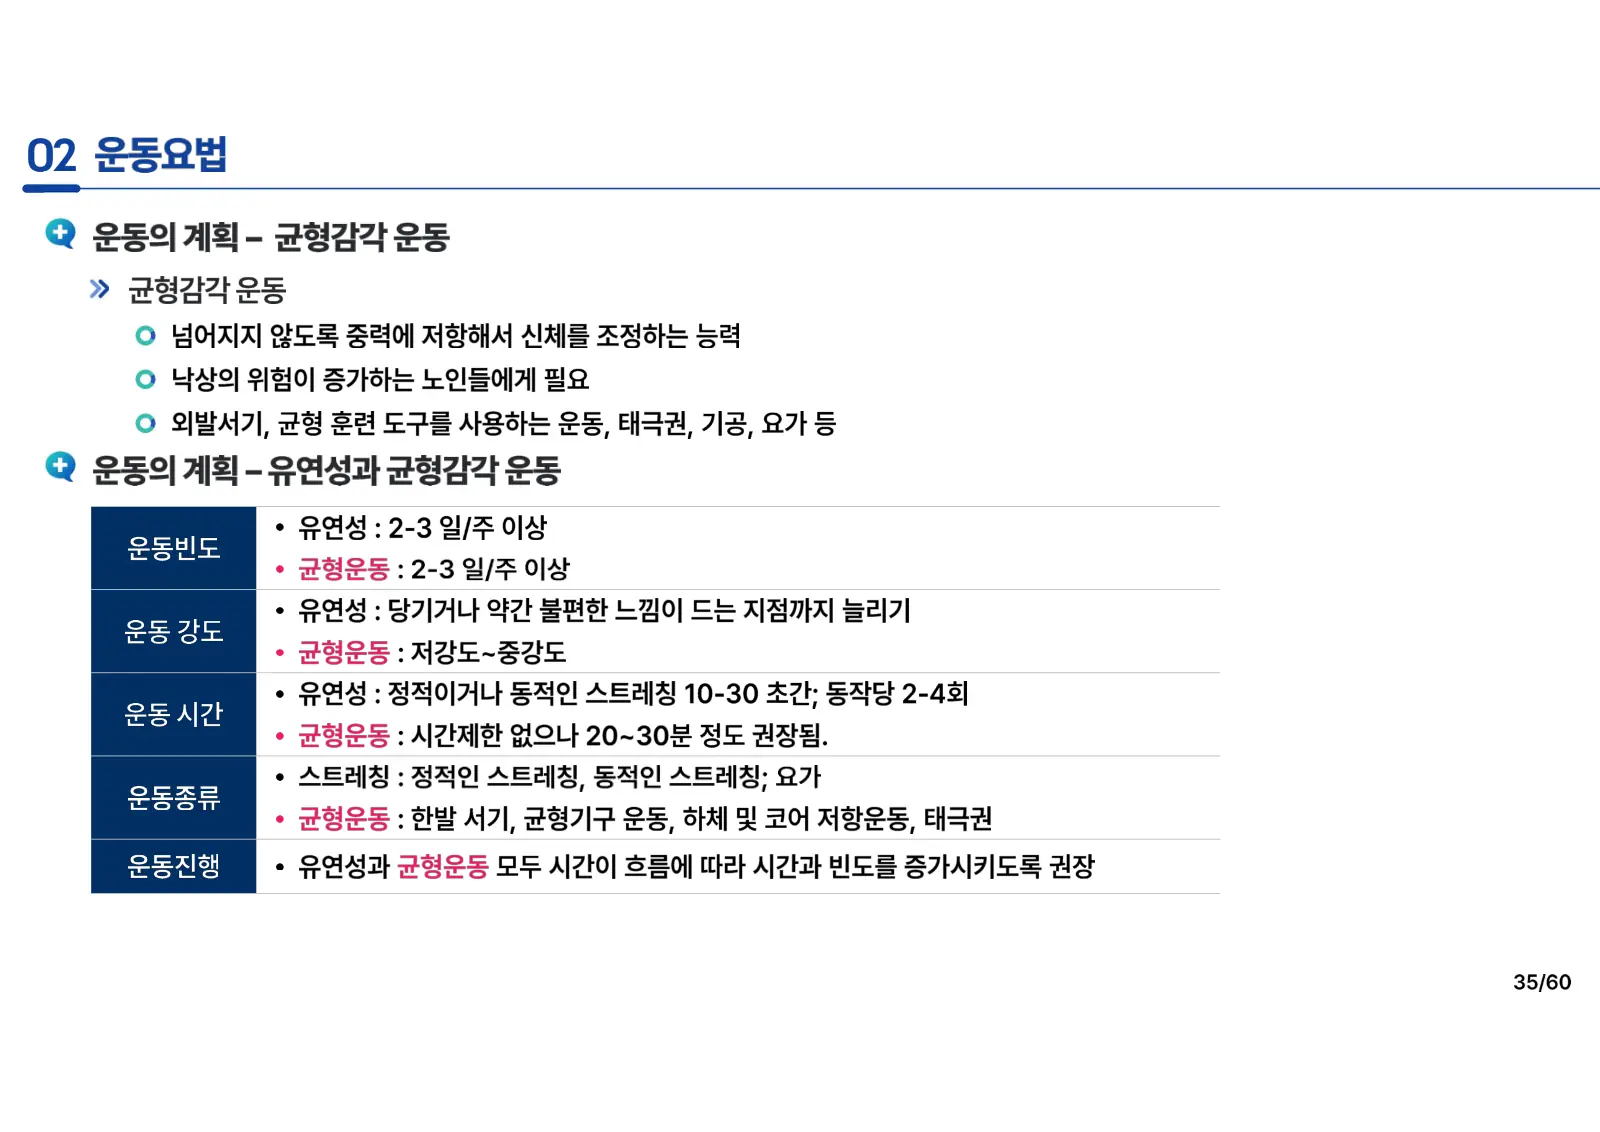 02 운동요법
운동의 계획 – 균형감각 운동
균형감각 운동
넘어지지 않도록 중력에 저항해서 신체를 조정하는 능력
낙상의 위험이 증가하는 노인들에게 필요
외발서기, 균형 훈련 도구를 사용하는 운동, 태극권, 기공, 요가 등
운동의 계획 – 유연성과 균형감각 운동
운동빈도
• 유연성 : 2-3 일/주 이상
• 균형운동 : 2-3 일/주 이상
운동 강도
• 유연성 : 당기거나 약간 불편한 느낌이 드는 지점까지 늘리기
• 균형운동 : 저강도~중강도
운동 시간
• 유연성 : 정적이거나 동적인 스트레칭 10-30 초간; 동작당 2-4회
• 균형운동 : 시간제한 없으나 20~30분 정도 권장됨.
운동종류
• 스트레칭 : 정적인 스트레칭, 동적인 스트레칭; 요가
• 균형운동 : 한발 서기, 균형기구 운동, 하체 및 코어 저항운동, 태극권
운동진행
• 유연성과 균형운동 모두 시간이 흐름에 따라 시간과 빈도를 증가시키도록 권장
35/60